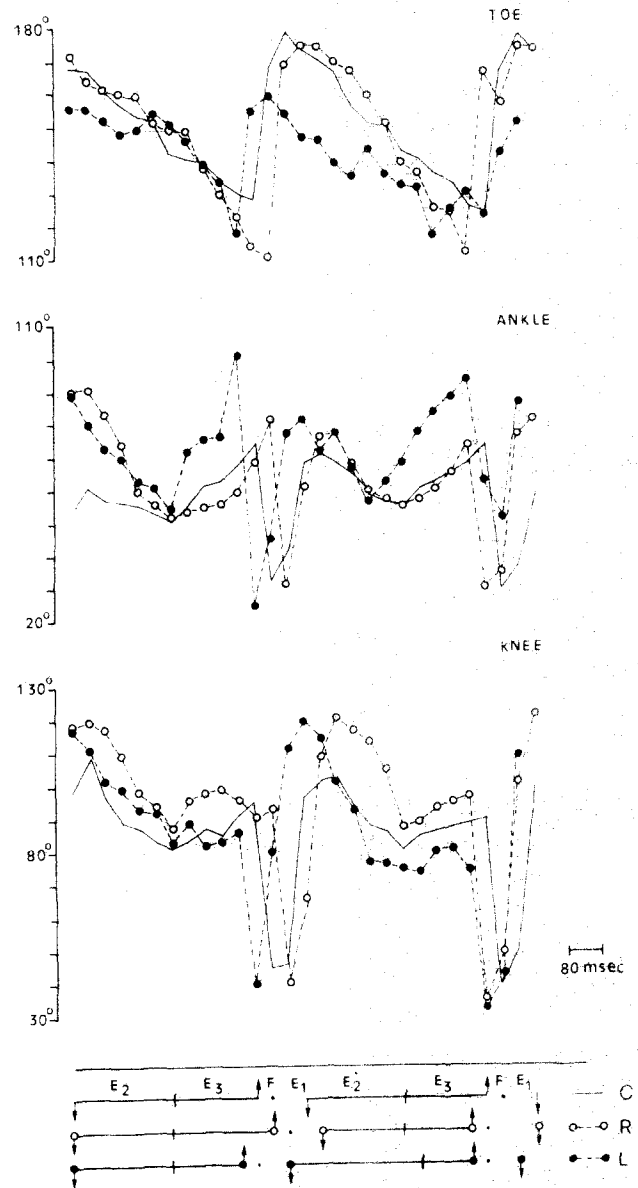 180°
TOE
110°
110°
ANKLE
20°
KNEE
130°
80°
30°
80 msec
E2 E3 F E1 E2 E3 F E1
C
R
L